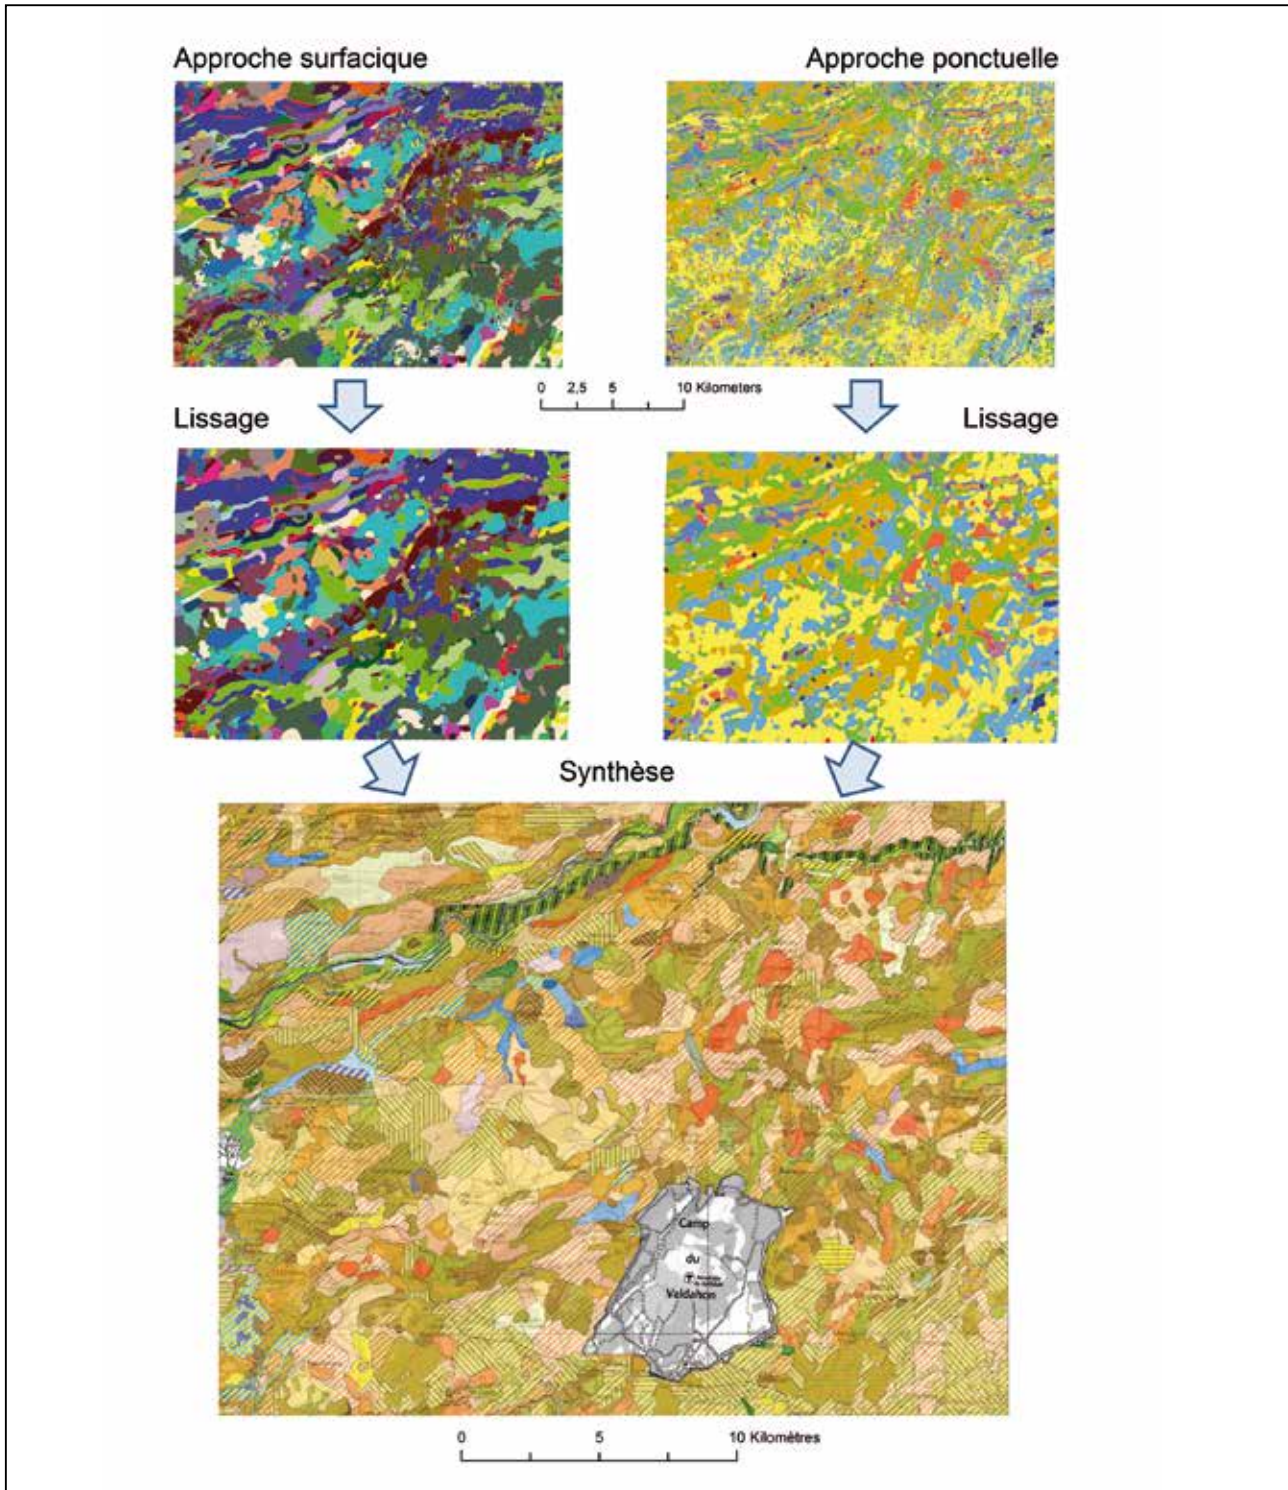 Approche surfacique
Approche ponctuelle
0 2,5 5 10 Kilometers
Lissage
Lissage
Synthèse
Camp
du
Valdahon
0 5 10 Kilomètres